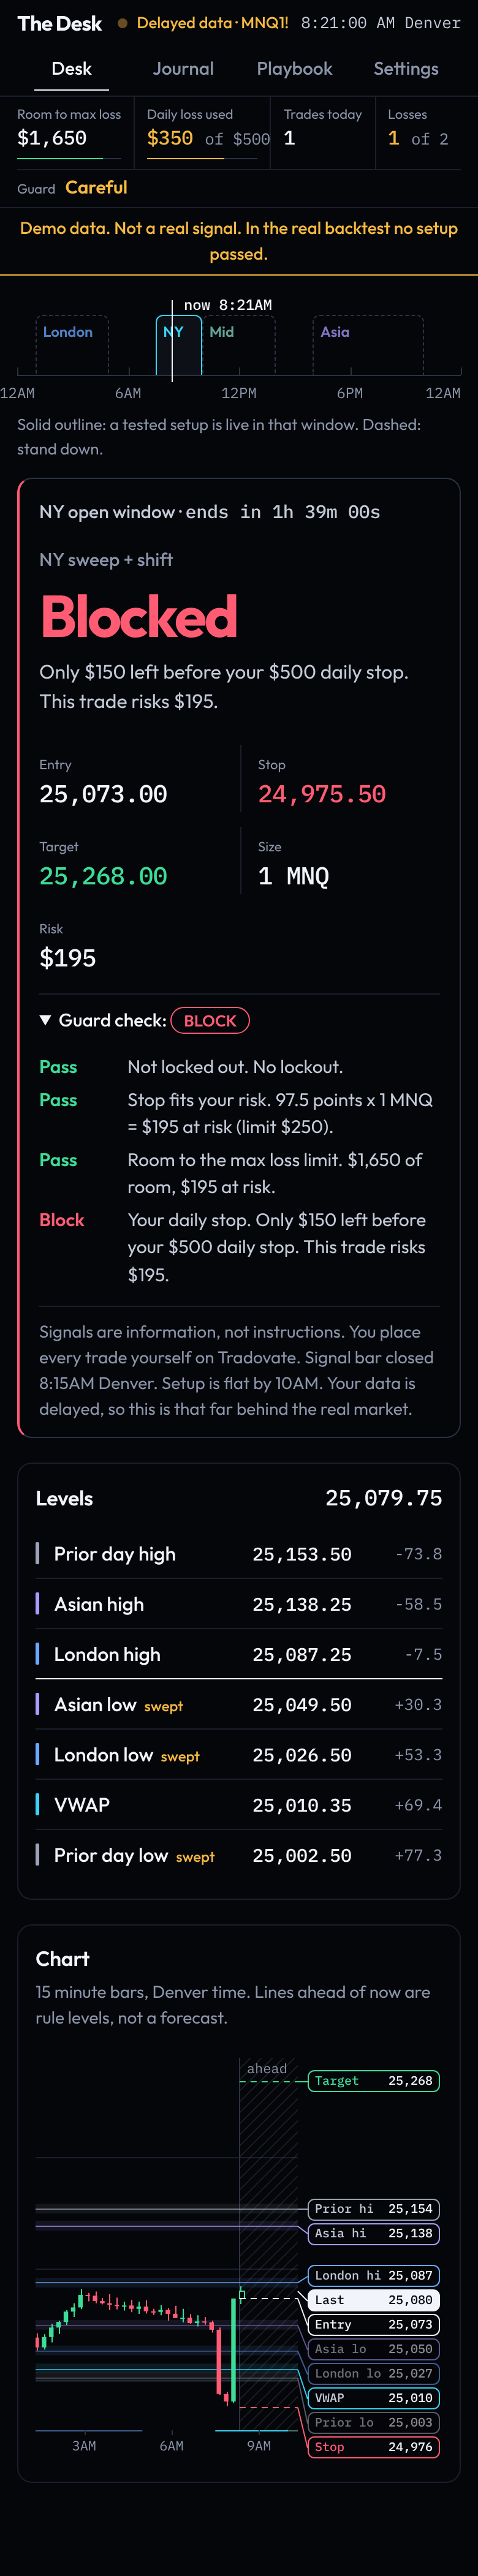 The Desk
Delayed data · MNQ1!
8:21:00 AM Denver
Desk
Journal
Playbook
Settings
Room to max loss
$1,650
Daily loss used
$350 of $500
Trades today
1
Losses
1 of 2
Guard Careful
Demo data. Not a real signal. In the real backtest no setup
passed.
now 8:21AM
London
NY
Mid
Asia
12AM
6AM
12PM
6PM
12AM
Solid outline: a tested setup is live in that window. Dashed:
stand down.
NY open window · ends in 1h 39m 00s
NY sweep + shift
Blocked
Only $150 left before your $500 daily stop.
This trade risks $195.
Entry
25,073.00
Stop
24,975.50
Target
25,268.00
Size
1 MNQ
Risk
$195
▼ Guard check: BLOCK
Pass
Not locked out. No lockout.
Pass
Stop fits your risk. 97.5 points x 1 MNQ
= $195 at risk (limit $250).
Pass
Room to the max loss limit. $1,650 of
room, $195 at risk.
Block
Your daily stop. Only $150 left before
your $500 daily stop. This trade risks
$195.
Signals are information, not instructions. You place
every trade yourself on Tradovate. Signal bar closed
8:15AM Denver. Setup is flat by 10AM. Your data is
delayed, so this is that far behind the real market.
Levels 25,079.75
Prior day high 25,153.50 -73.8
Asian high 25,138.25 -58.5
London high 25,087.25 -7.5
Asian low swept 25,049.50 +30.3
London low swept 25,026.50 +53.3
VWAP 25,010.35 +69.4
Prior day low swept 25,002.50 +77.3
Chart
15 minute bars, Denver time. Lines ahead of now are
rule levels, not a forecast.
ahead
Target 25,268
Prior hi 25,154
Asia hi 25,138
London hi 25,087
Last 25,080
Entry 25,073
Asia lo 25,050
London lo 25,027
VWAP 25,010
Prior lo 25,003
Stop 24,976
3AM
6AM
9AM